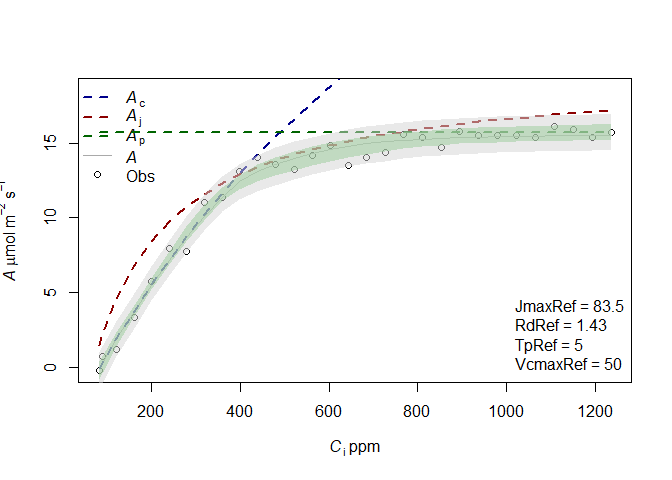 A c
A j
A p
A
Obs
15
10
5
0
A μmol m⁻² s⁻¹
JmaxRef = 83.5
RdRef = 1.43
TpRef = 5
VcmaxRef = 50
200 400 600 800 1000 1200
C i ppm